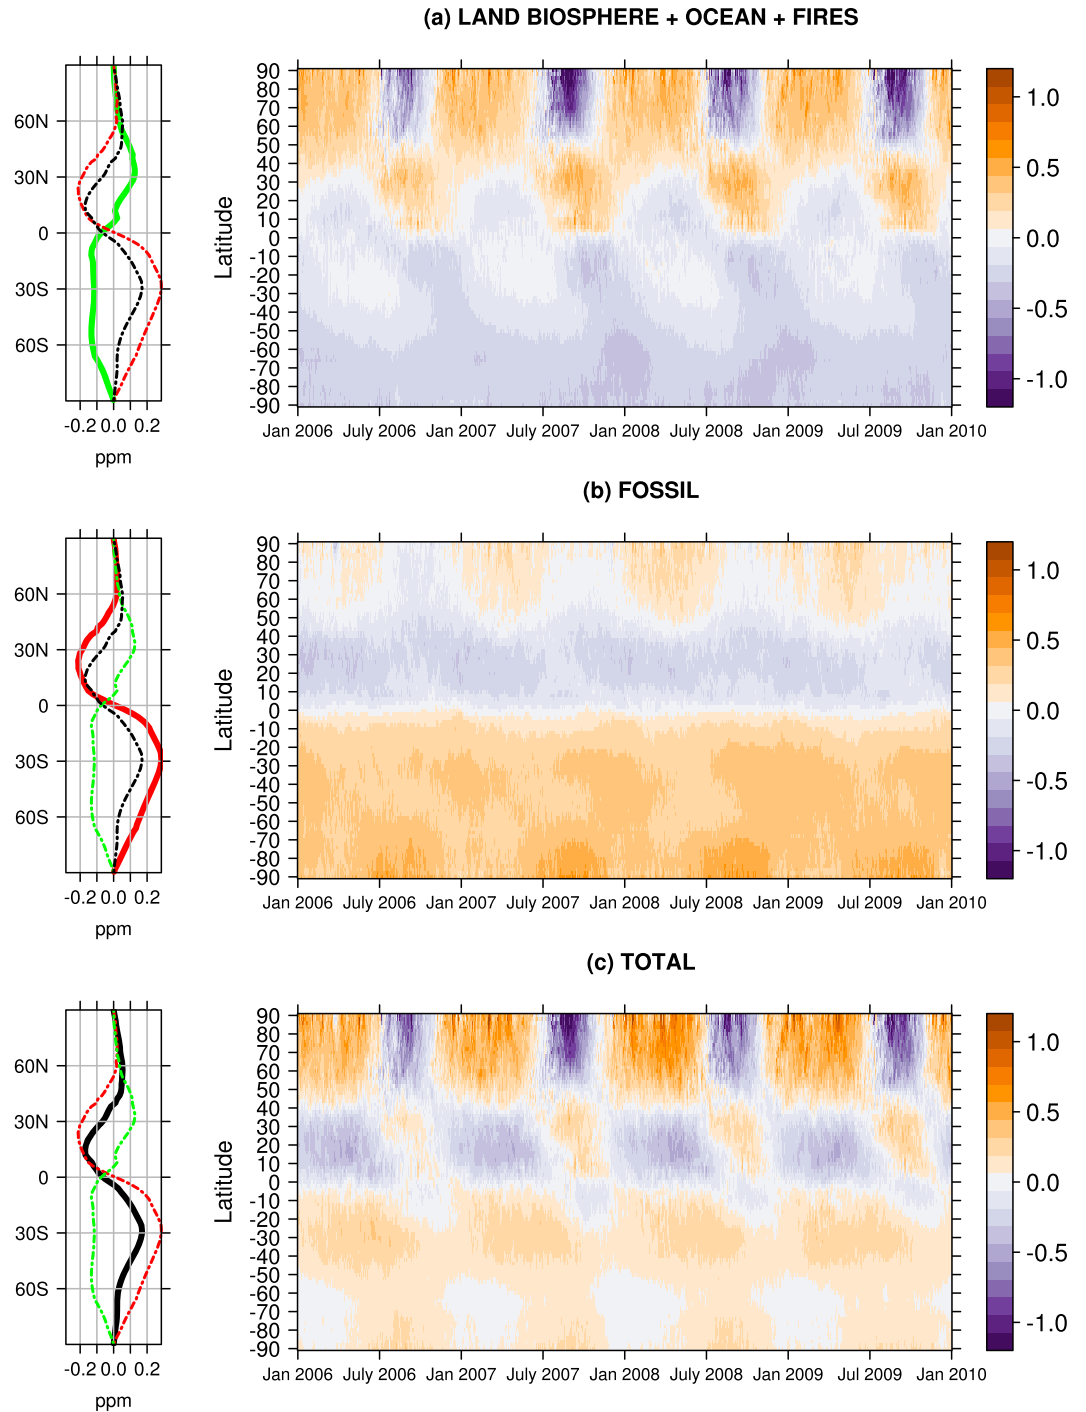 (a) LAND BIOSPHERE + OCEAN + FIRES
60N
30N
0
30S
60S
-0.2 0.0 0.2
ppm
Latitude
90
80
70
60
50
40
30
20
10
0
-10
-20
-30
-40
-50
-60
-70
-80
-90
Jan 2006 July 2006 Jan 2007 July 2007 Jan 2008 July 2008 Jan 2009 Jul 2009 Jan 2010
1.0
0.5
0.0
-0.5
-1.0
(b) FOSSIL
60N
30N
0
30S
60S
-0.2 0.0 0.2
ppm
Latitude
90
80
70
60
50
40
30
20
10
0
-10
-20
-30
-40
-50
-60
-70
-80
-90
Jan 2006 July 2006 Jan 2007 July 2007 Jan 2008 July 2008 Jan 2009 Jul 2009 Jan 2010
1.0
0.5
0.0
-0.5
-1.0
(c) TOTAL
60N
30N
0
30S
60S
-0.2 0.0 0.2
ppm
Latitude
90
80
70
60
50
40
30
20
10
0
-10
-20
-30
-40
-50
-60
-70
-80
-90
Jan 2006 July 2006 Jan 2007 July 2007 Jan 2008 July 2008 Jan 2009 Jul 2009 Jan 2010
1.0
0.5
0.0
-0.5
-1.0